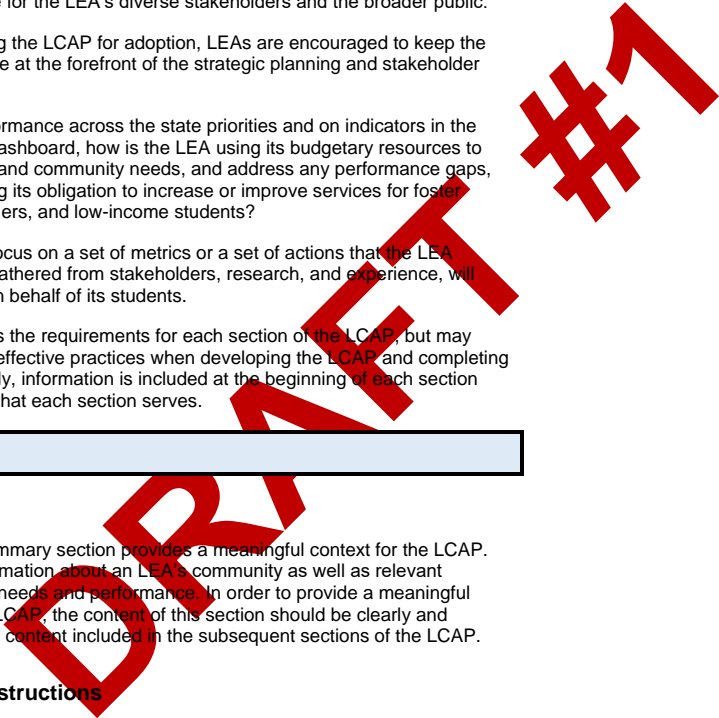 for the LEA's diverse stakeholders and the broader public.
g the LCAP for adoption, LEAs are encouraged to keep the
e at the forefront of the strategic planning and stakeholder
rmance across the state priorities and on indicators in the
ashboard, how is the LEA using its budgetary resources to
and community needs, and address any performance gaps,
g its obligation to increase or improve services for foster
ers, and low-income students?
ocus on a set of metrics or a set of actions that the LEA
athered from stakeholders, research, and experience, will
n behalf of its students.
s the requirements for each section of the LCAP, but may
effective practices when developing the LCAP and completing
ly, information is included at the beginning of each section
hat each section serves.
mmary section provides a meaningful context for the LCAP.
mation about an LEA's community as well as relevant
needs and performance. In order to provide a meaningful
LCAP, the content of this section should be clearly and
content included in the subsequent sections of the LCAP.
structions
DRAFT #1